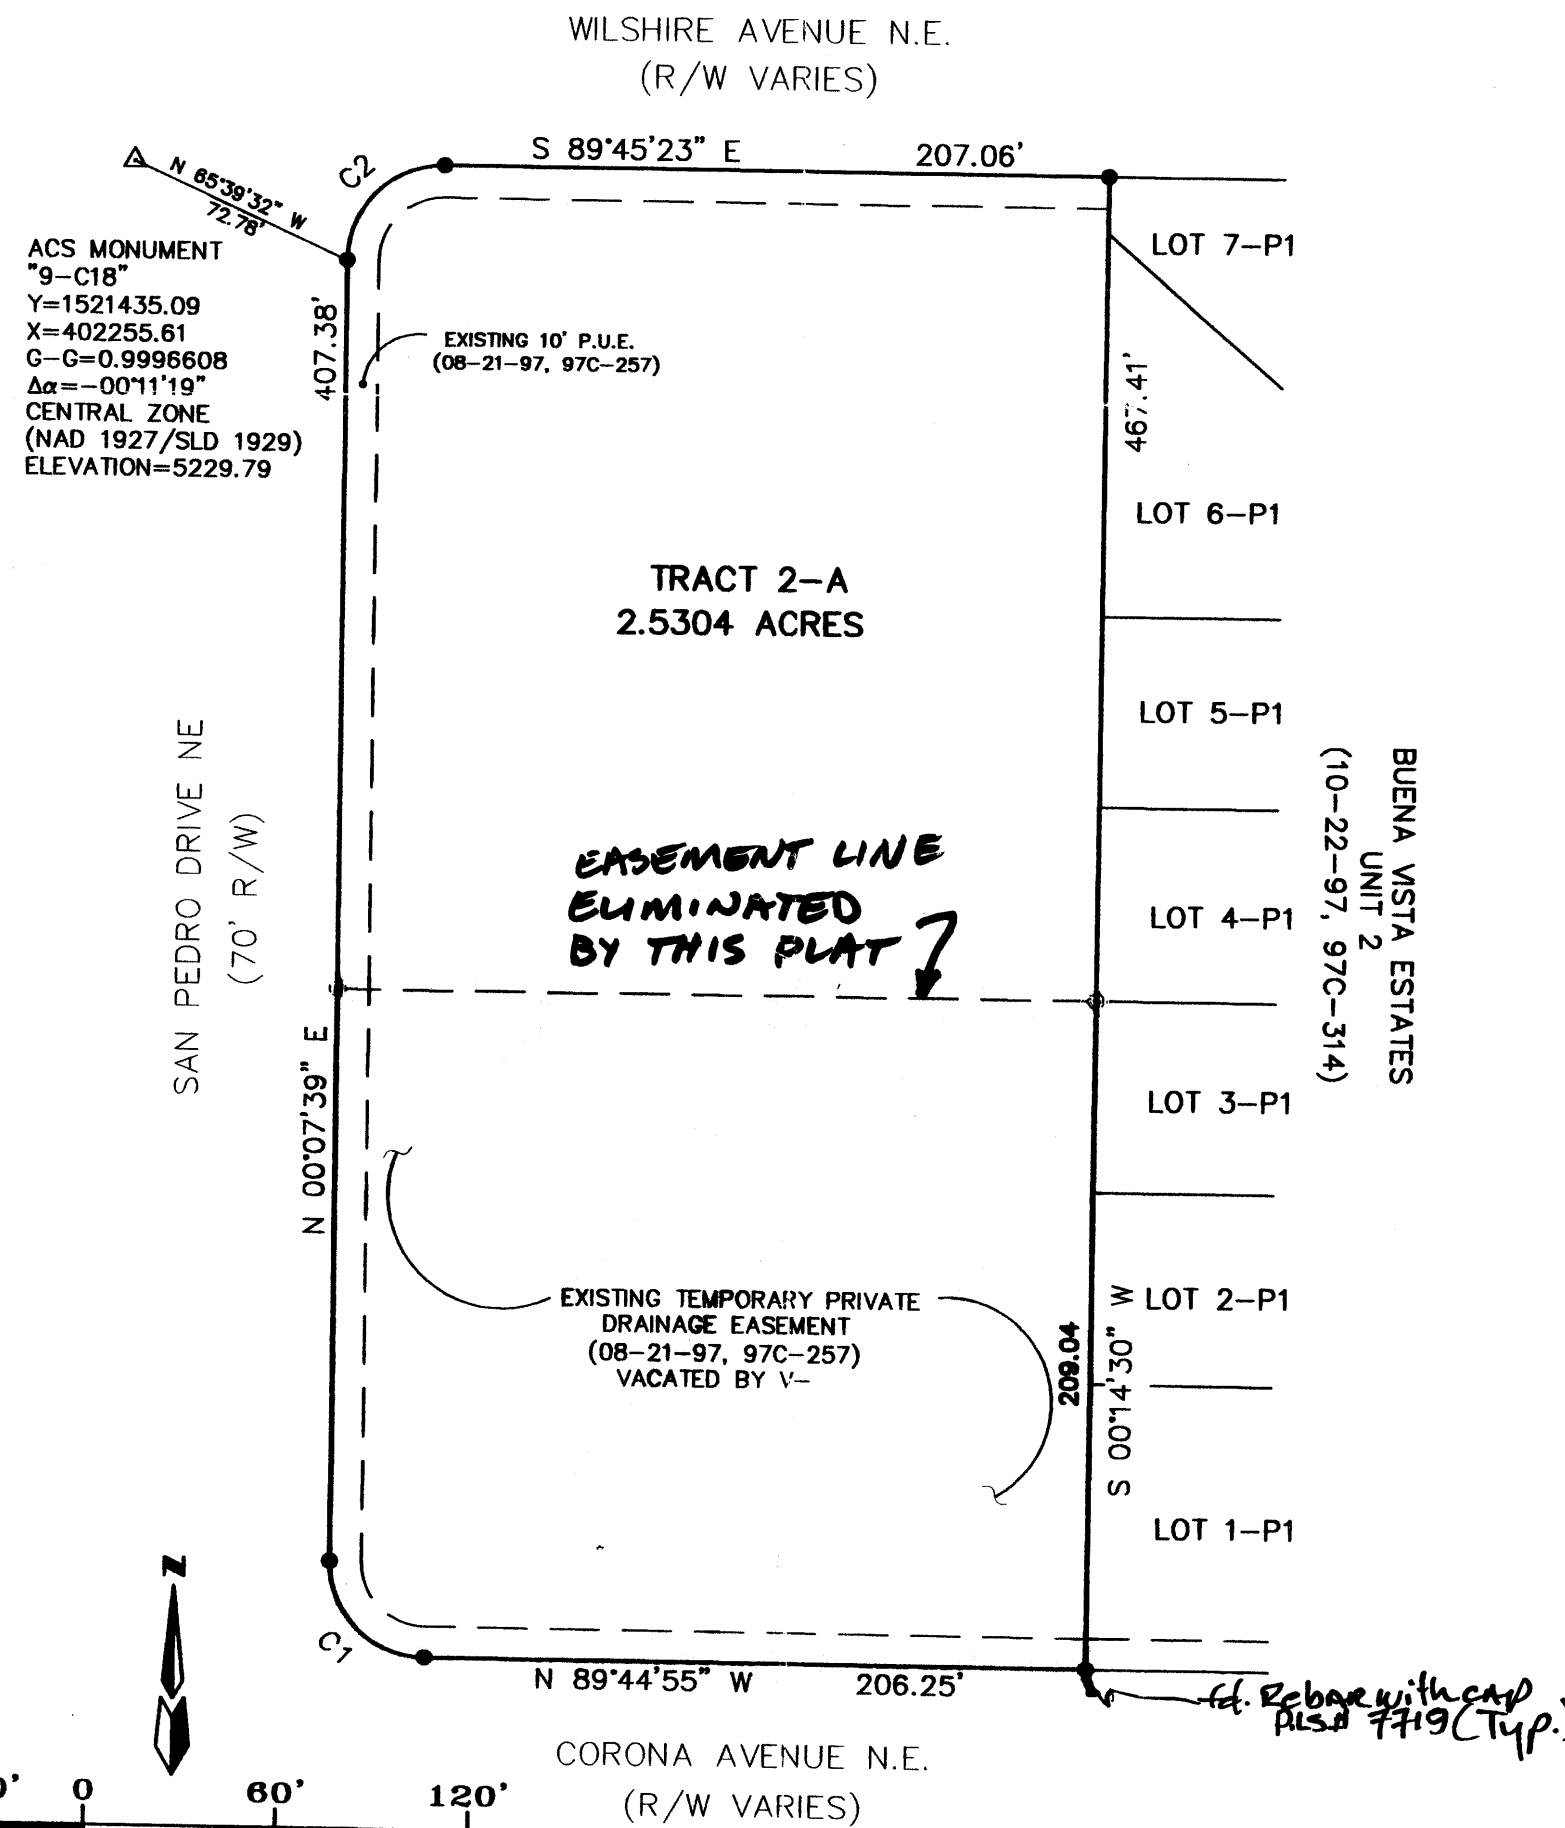 WILSHIRE AVENUE N.E.
(R/W VARIES)
S 89°45'23" E 207.06'
C2
N 65°39'32" W
72.78'
ACS MONUMENT
"9-C18"
Y=1521435.09
X=402255.61
G-G=0.9996608
Δα=-00°11'19"
CENTRAL ZONE
(NAD 1927/SLD 1929)
ELEVATION=5229.79
407.38'
EXISTING 10' P.U.E.
(08-21-97, 97C-257)
LOT 7-P1
467.41'
LOT 6-P1
TRACT 2-A
2.5304 ACRES
LOT 5-P1
SAN PEDRO DRIVE NE
(70' R/W)
EASEMENT LINE
ELIMINATED
BY THIS PLAT
LOT 4-P1
BUENA VISTA ESTATES
UNIT 2
(10-22-97, 97C-314)
N 00°07'39" E
LOT 3-P1
EXISTING TEMPORARY PRIVATE
DRAINAGE EASEMENT
(08-21-97, 97C-257)
VACATED BY V-
209.04
S 00°14'30" W
LOT 2-P1
LOT 1-P1
N
C1
N 89°44'55" W 206.25'
fd. Rebar with CAP
7719 (Typ.)
CORONA AVENUE N.E.
(R/W VARIES)
0 60' 120'